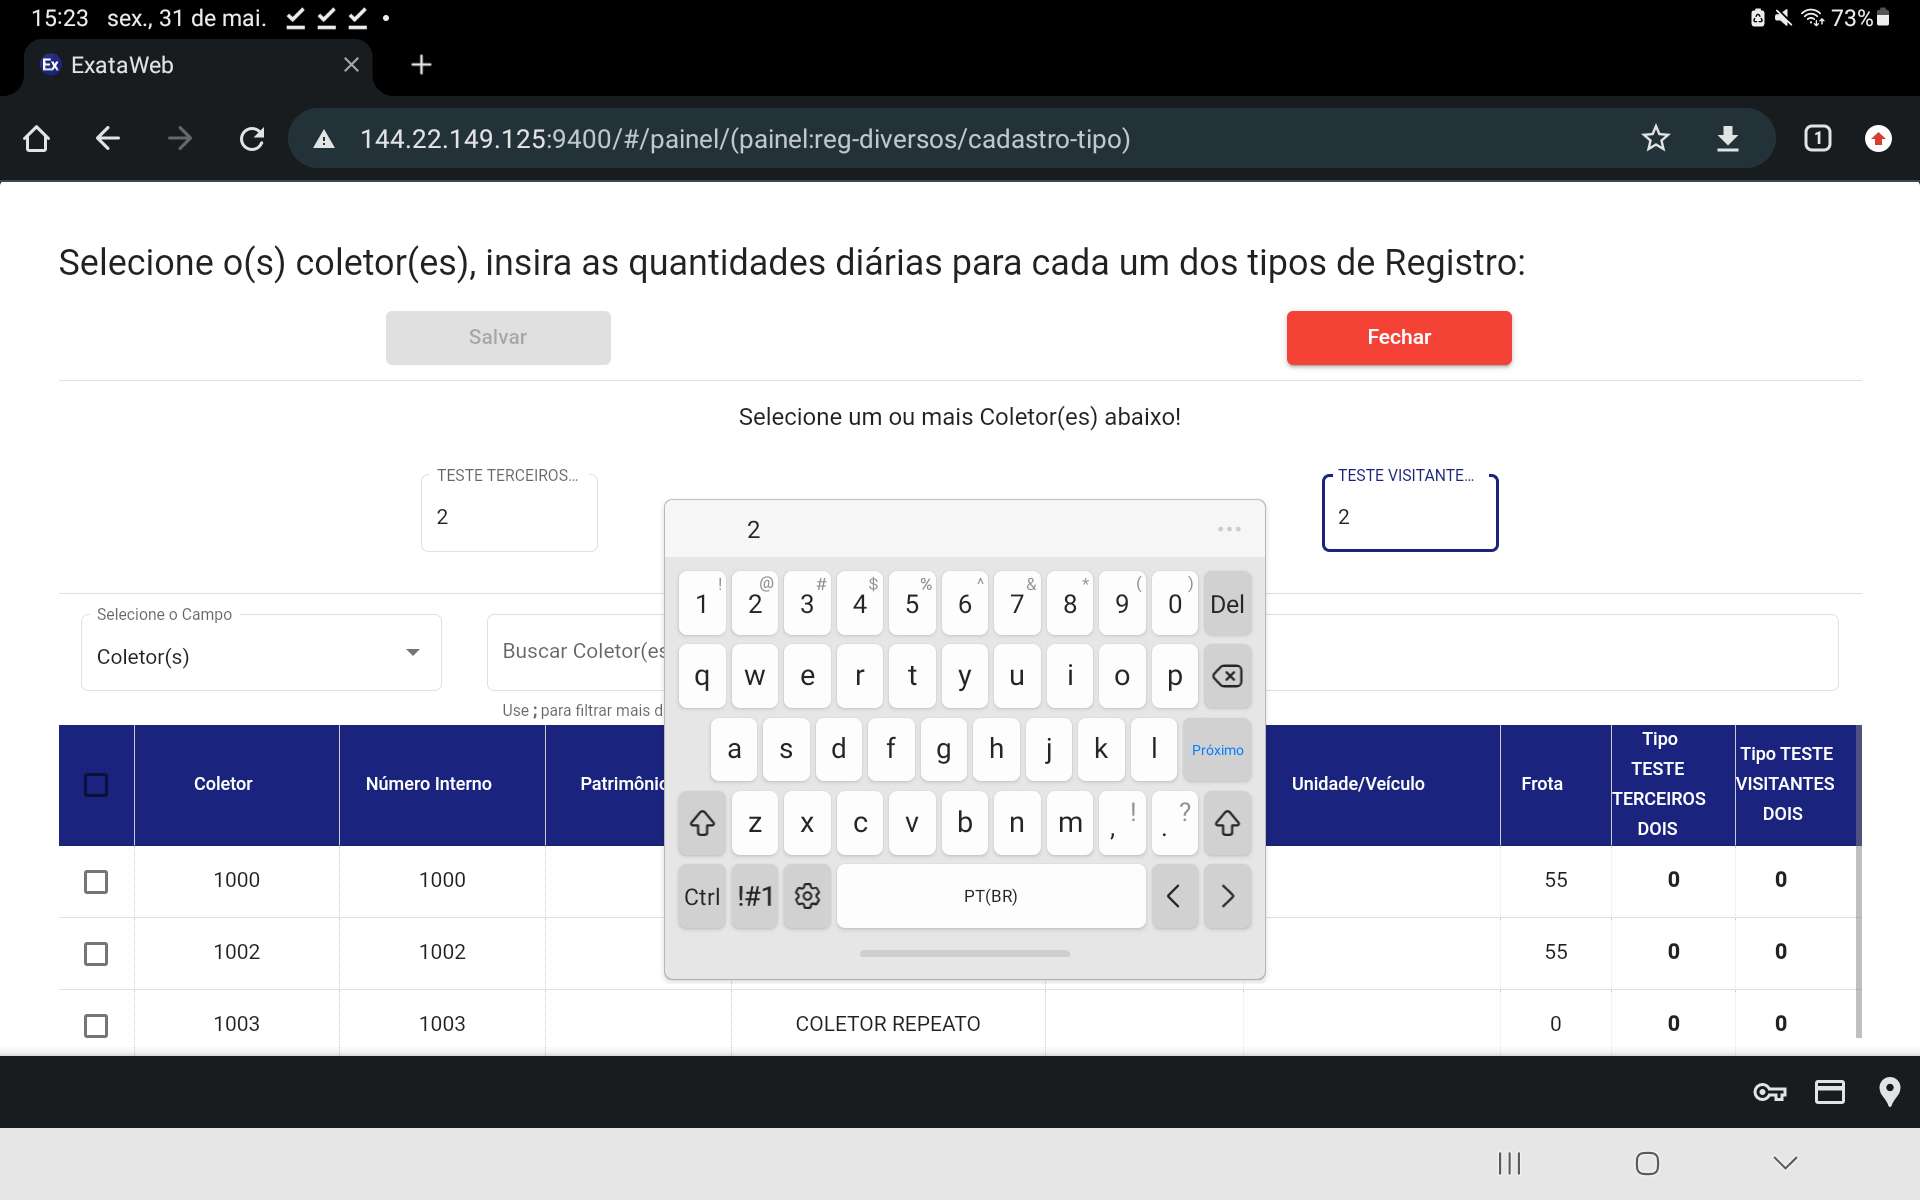 15:23 sex., 31 de mai. 73%
Ex ExataWeb
144.22.149.125:9400/#/painel/(painel:reg-diversos/cadastro-tipo) 1
Selecione o(s) coletor(es), insira as quantidades diárias para cada um dos tipos de Registro:
Salvar Fechar
Selecione um ou mais Coletor(es) abaixo!
TESTE TERCEIROS... TESTE VISITANTE...
2 2
Selecione o Campo
Coletor(s) Buscar Coletor(es
Use ; para filtrar mais d
Coletor Número Interno Patrimônio Unidade/Veículo Frota Tipo TESTE TERCEIROS DOIS Tipo TESTE VISITANTES DOIS
1000 1000 55 0 0
1002 1002 55 0 0
1003 1003 COLETOR REPEATO 0 0 0
2 ...
! @ # $ % ^ & * ( )
1 2 3 4 5 6 7 8 9 0 Del
q w e r t y u i o p
a s d f g h j k l Próximo
z x c v b n m , ! . ?
Ctrl !#1 PT(BR) < >